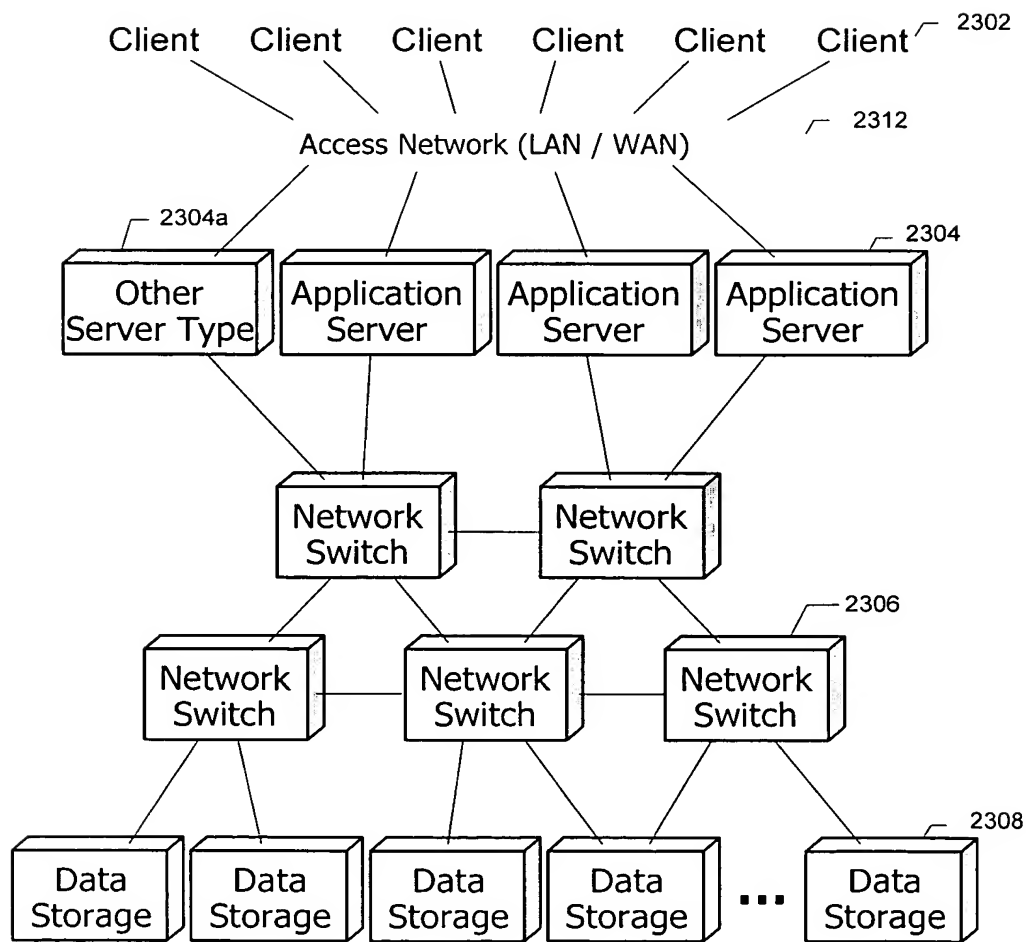 Client Client Client Client Client Client 2302
Access Network (LAN / WAN) 2312
2304a
2304
Other
Server Type
Application
Server
Application
Server
Application
Server
Network
Switch
Network
Switch
2306
Network
Switch
Network
Switch
Network
Switch
2308
Data
Storage
Data
Storage
Data
Storage
Data
Storage
...
Data
Storage